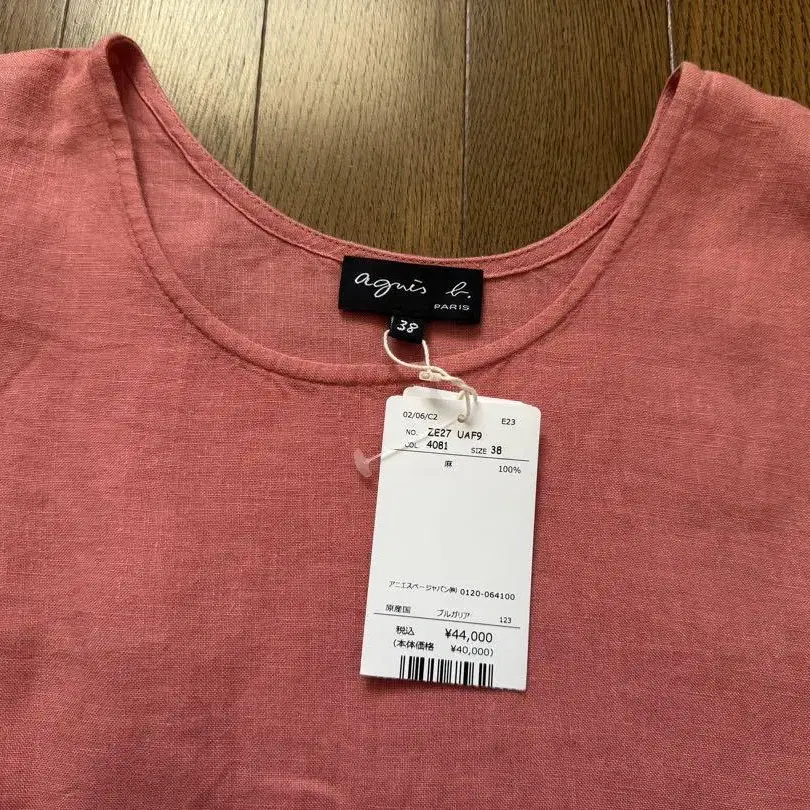 agnès b.
PARIS
38
02/06/C2 E23
NO. ZE27 UAF9
COL 4081 SIZE 38
麻 100%
アニエスベージャパン㈱ 0120-064100
原産国 ブルガリア 123
税込 ¥44,000
(本体価格 ¥40,000)